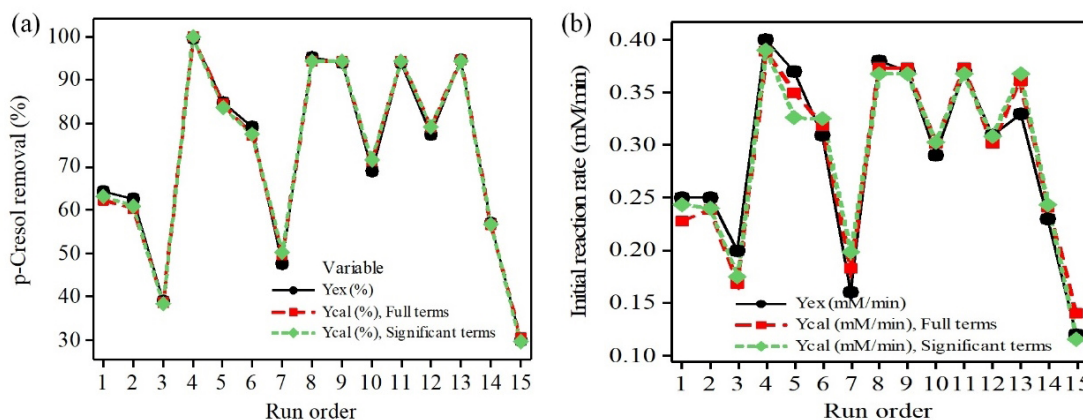 (a)
100
90
80
70
60
50
40
30
p-Cresol removal (%)
Variable
Yex (%)
Ycal (%), Full terms
Ycal (%), Significant terms
1 2 3 4 5 6 7 8 9 10 11 12 13 14 15
Run order
(b)
0.40
0.35
0.30
0.25
0.20
0.15
0.10
Initial reaction rate (mM/min)
Yex (mM/min)
Ycal (mM/min), Full terms
Ycal (mM/min), Significant terms
1 2 3 4 5 6 7 8 9 10 11 12 13 14 15
Run order